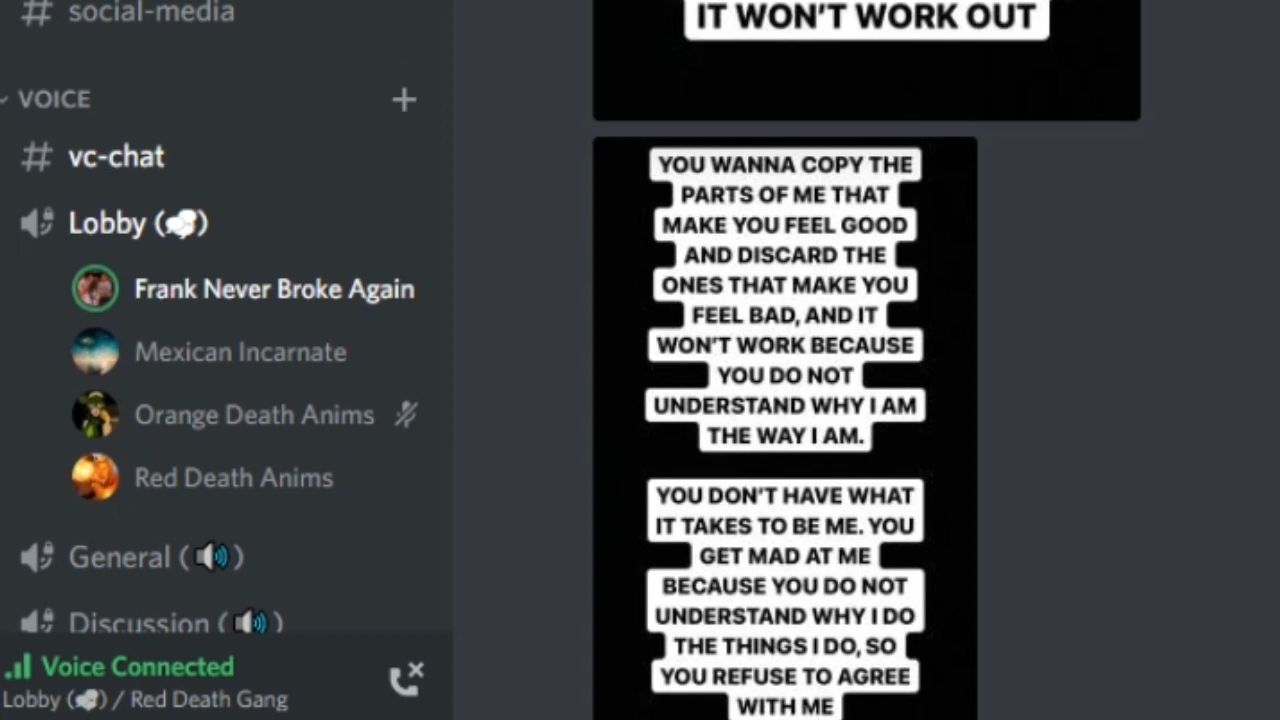 social-media
VOICE
vc-chat
Lobby ( )
Frank Never Broke Again
Mexican Incarnate
Orange Death Anims
Red Death Anims
General ( )
Discussion ( )
Voice Connected
Lobby ( ) / Red Death Gang
IT WON'T WORK OUT
YOU WANNA COPY THE
PARTS OF ME THAT
MAKE YOU FEEL GOOD
AND DISCARD THE
ONES THAT MAKE YOU
FEEL BAD, AND IT
WON'T WORK BECAUSE
YOU DO NOT
UNDERSTAND WHY I AM
THE WAY I AM.
YOU DON'T HAVE WHAT
IT TAKES TO BE ME. YOU
GET MAD AT ME
BECAUSE YOU DO NOT
UNDERSTAND WHY I DO
THE THINGS I DO, SO
YOU REFUSE TO AGREE
WITH ME